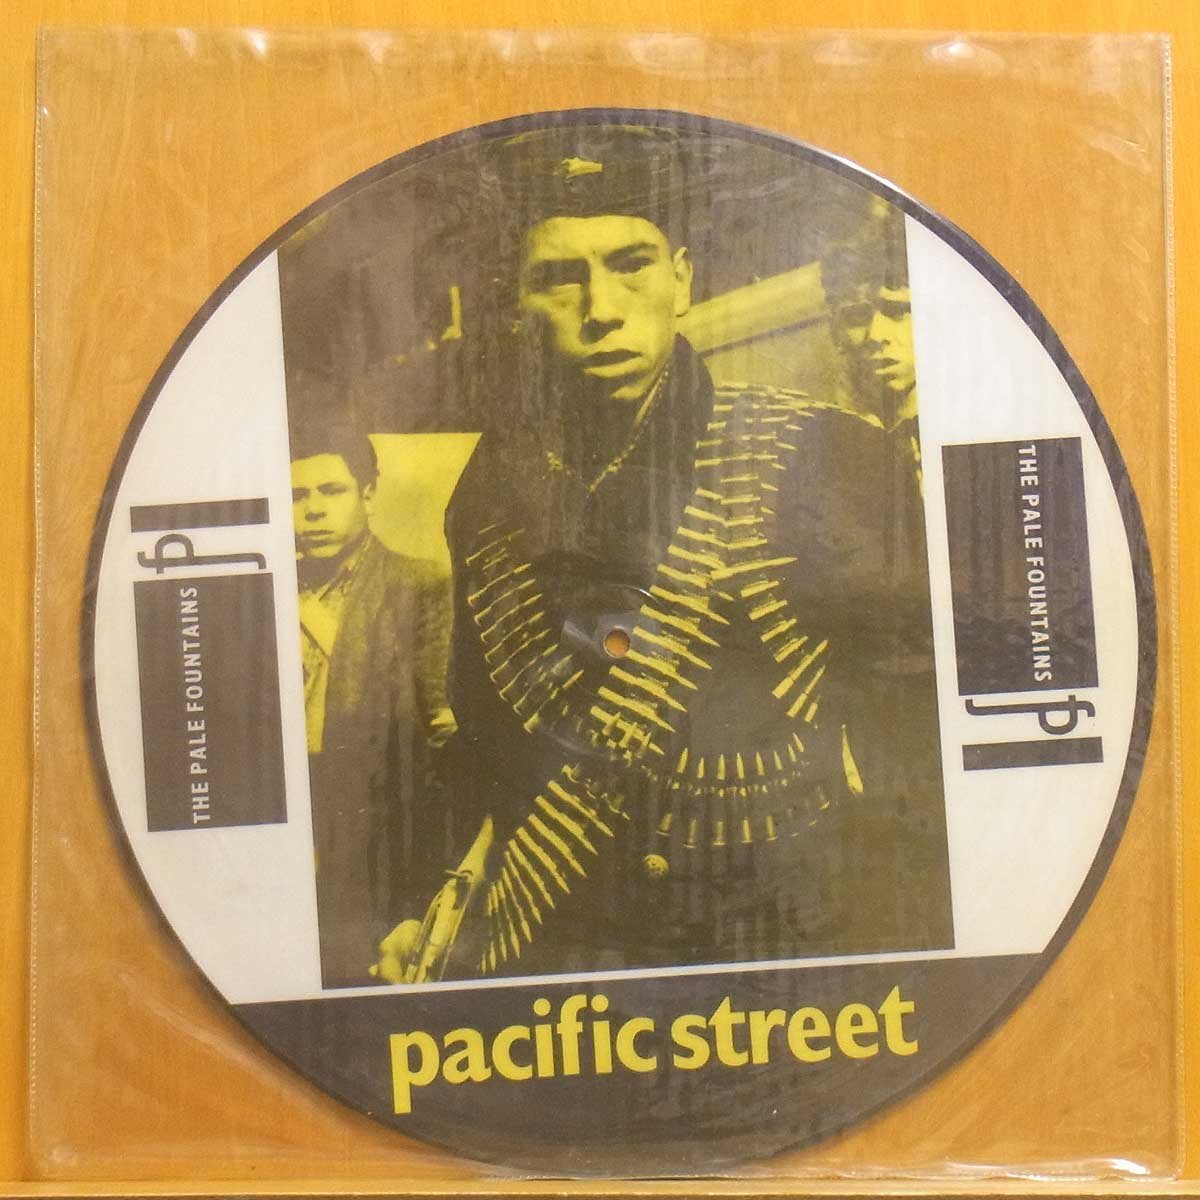 THE PALE FOUNTAINS
fp
THE PALE FOUNTAINS
fp
pacific street